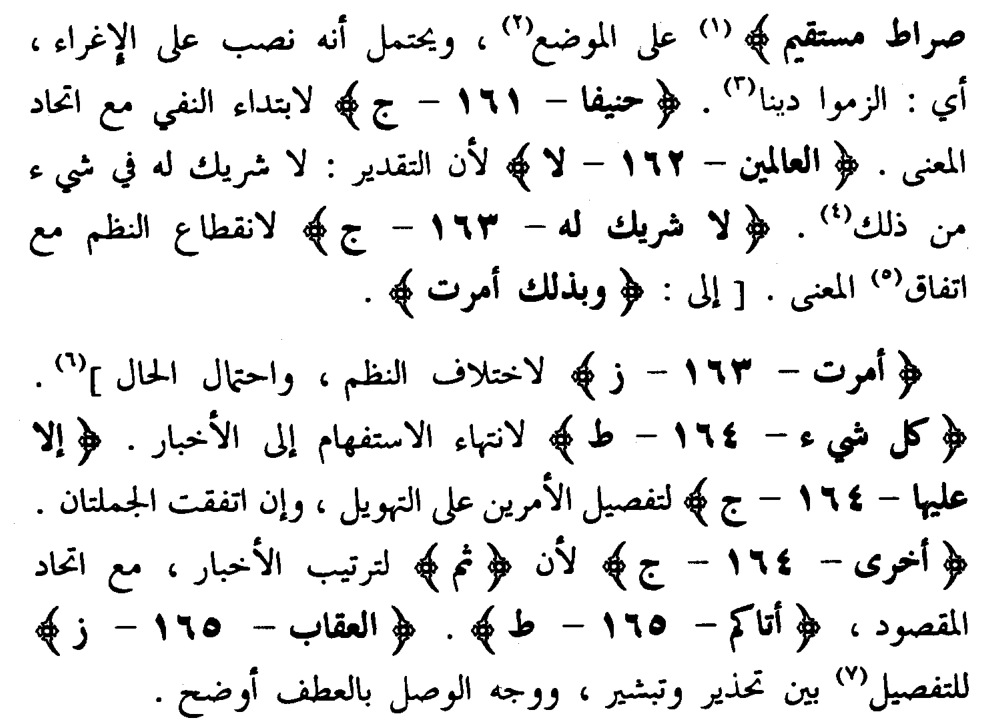 صراط مستقيم ﴾ (١) على الموضع(٢) ، ويحتمل أنه نصب على الإغراء ،
أي : الزموا دينا(٣) . ﴿ حنيفا – ١٦١ – ج ﴾ لابتداء النفي مع اتحاد
المعنى . ﴿ العالمين – ١٦٢ – لا ﴾ لأن التقدير : لا شريك له في شيء
من ذلك(٤) . ﴿ لا شريك له – ١٦٣ – ج ﴾ لانقطاع النظم مع
اتفاق(٥) المعنى . [ إلى : ﴿ وبذلك أمرت ﴾ .
﴿ أمرت – ١٦٣ – ز ﴾ لاختلاف النظم ، واحتمال الحال ](٦) .
﴿ كل شيء – ١٦٤ – ط ﴾ لانتهاء الاستفهام إلى الأخبار . ﴿ إلا
عليها – ١٦٤ – ج ﴾ لتفصيل الأمرين على التهويل ، وإن اتفقت الجملتان .
﴿ أخرى – ١٦٤ – ج ﴾ لأن ﴿ ثم ﴾ لترتيب الأخبار ، مع اتحاد
المقصود ، ﴿ أتاكم – ١٦٥ – ط ﴾ . ﴿ العقاب – ١٦٥ – ز ﴾
للتفصيل(٧) بين تحذير وتبشير ، ووجه الوصل بالعطف أوضح .